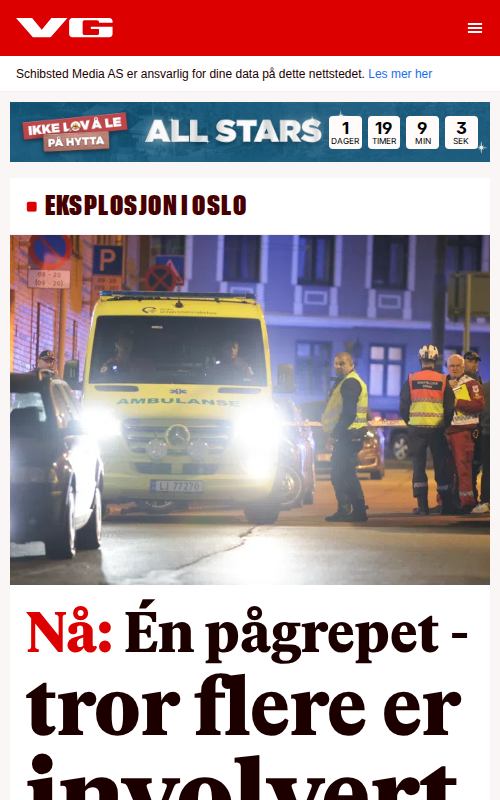 VG
Schibsted Media AS er ansvarlig for dine data på dette nettstedet. Les mer her
IKKE LOV Å LE
PÅ HYTTA
ALL STARS
1 19 9 3
DAGER TIMER MIN SEK
EKSPLOSJON I OSLO
P
AMBULANSE
LJ 77270
Nå: Én pågrepet -
tror flere er
involvert